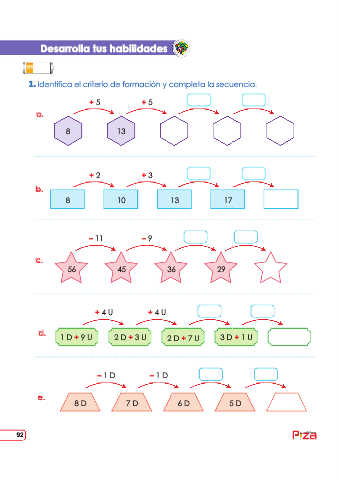 Desarrolla tus habilidades
1. Identifica el criterio de formación y completa la secuencia.
+ 5 + 5
a.
8 13
+ 2 + 3
b.
8 10 13 17
– 11 – 9
c.
56 45 36 29
+ 4 U + 4 U
d.
1 D + 9 U 2 D + 3 U 2 D + 7 U 3 D + 1 U
– 1 D – 1 D
e.
8 D 7 D 6 D 5 D
92